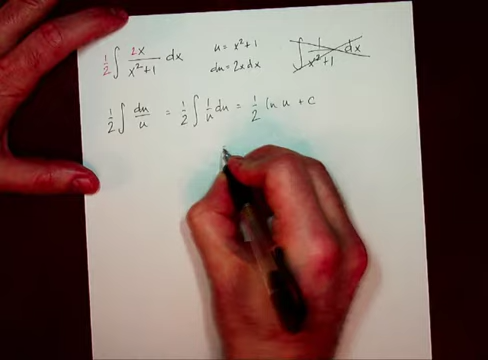 ½ ∫ 2x/(x²+1) dx   u = x²+1   ∫ 1/(x²+1) dx
du = 2x dx
½ ∫ du/u = ½ ∫ 1/u du = ½ ln u + C